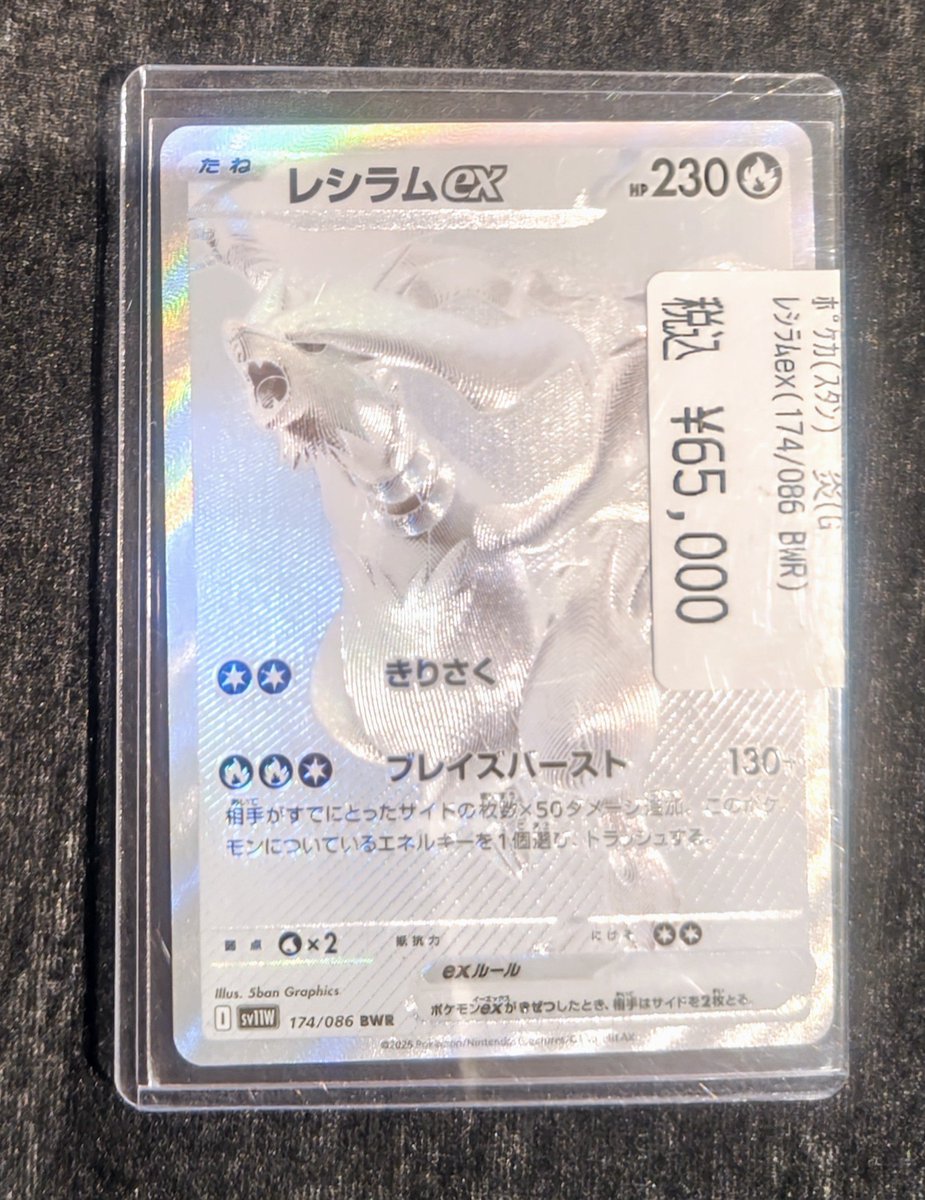 たね
レシラムex
HP 230
税込 ¥65,000
ﾎﾟｹｶ(ｽﾀﾝ) 炎(G
ﾚｼﾗﾑex(174/086 BWR)
きりさく
ブレイズバースト 130+
相手がすでにとったサイドの枚数×50ダメージ追加。このポケ
モンについているエネルギーを1個選び、トラッシュする。
弱点 ×2 抵抗力 にげる
exルール
Illus. 5ban Graphics
ポケモンexがきぜつしたとき、相手はサイドを2枚とる。
I SV11W 174/086 BWR
©2025 Pokémon/Nintendo